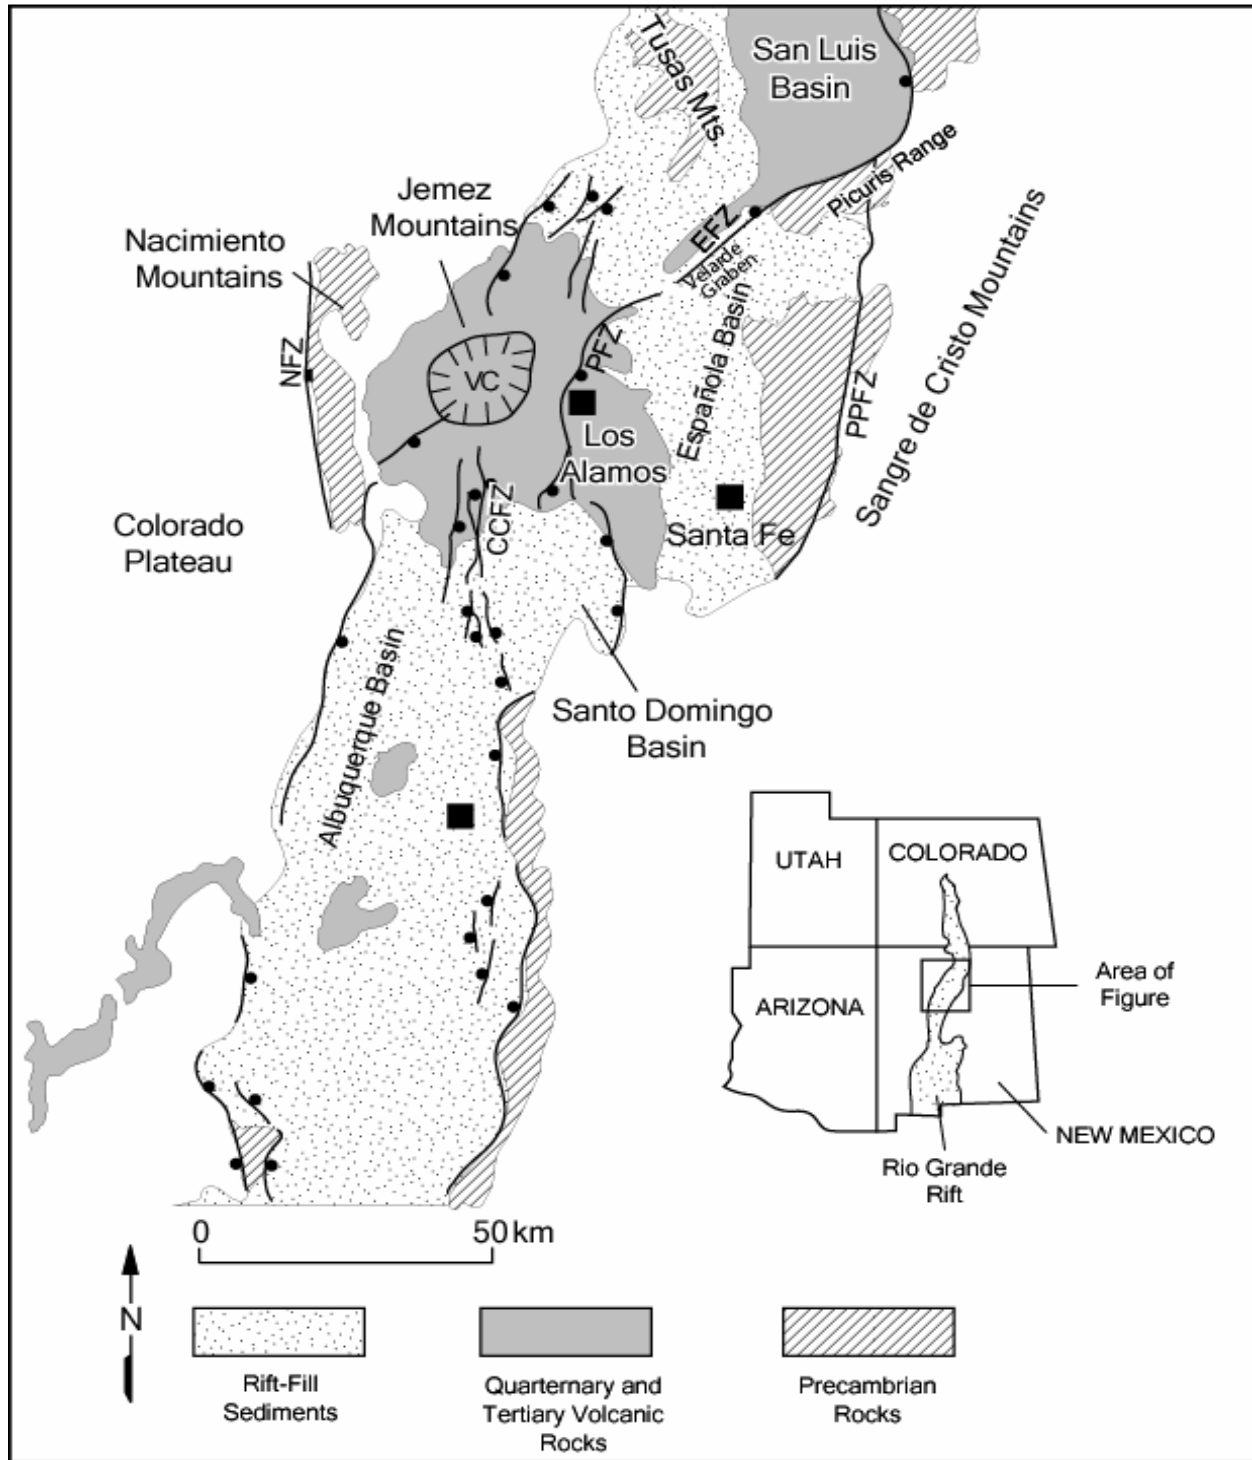 Tusas Mts.
San Luis
Basin
Picuris Range
Jemez
Mountains
Nacimiento
Mountains
EFZ
Velarde
Graben
Sangre de Cristo Mountains
NFZ
VC
PFZ
Española Basin
PPFZ
Los
Alamos
CCFZ
Santa Fe
Colorado
Plateau
Albuquerque Basin
Santo Domingo
Basin
UTAH
COLORADO
ARIZONA
Area of
Figure
NEW MEXICO
Rio Grande
Rift
0
50 km
N
Rift-Fill
Sediments
Quarternary and
Tertiary Volcanic
Rocks
Precambrian
Rocks